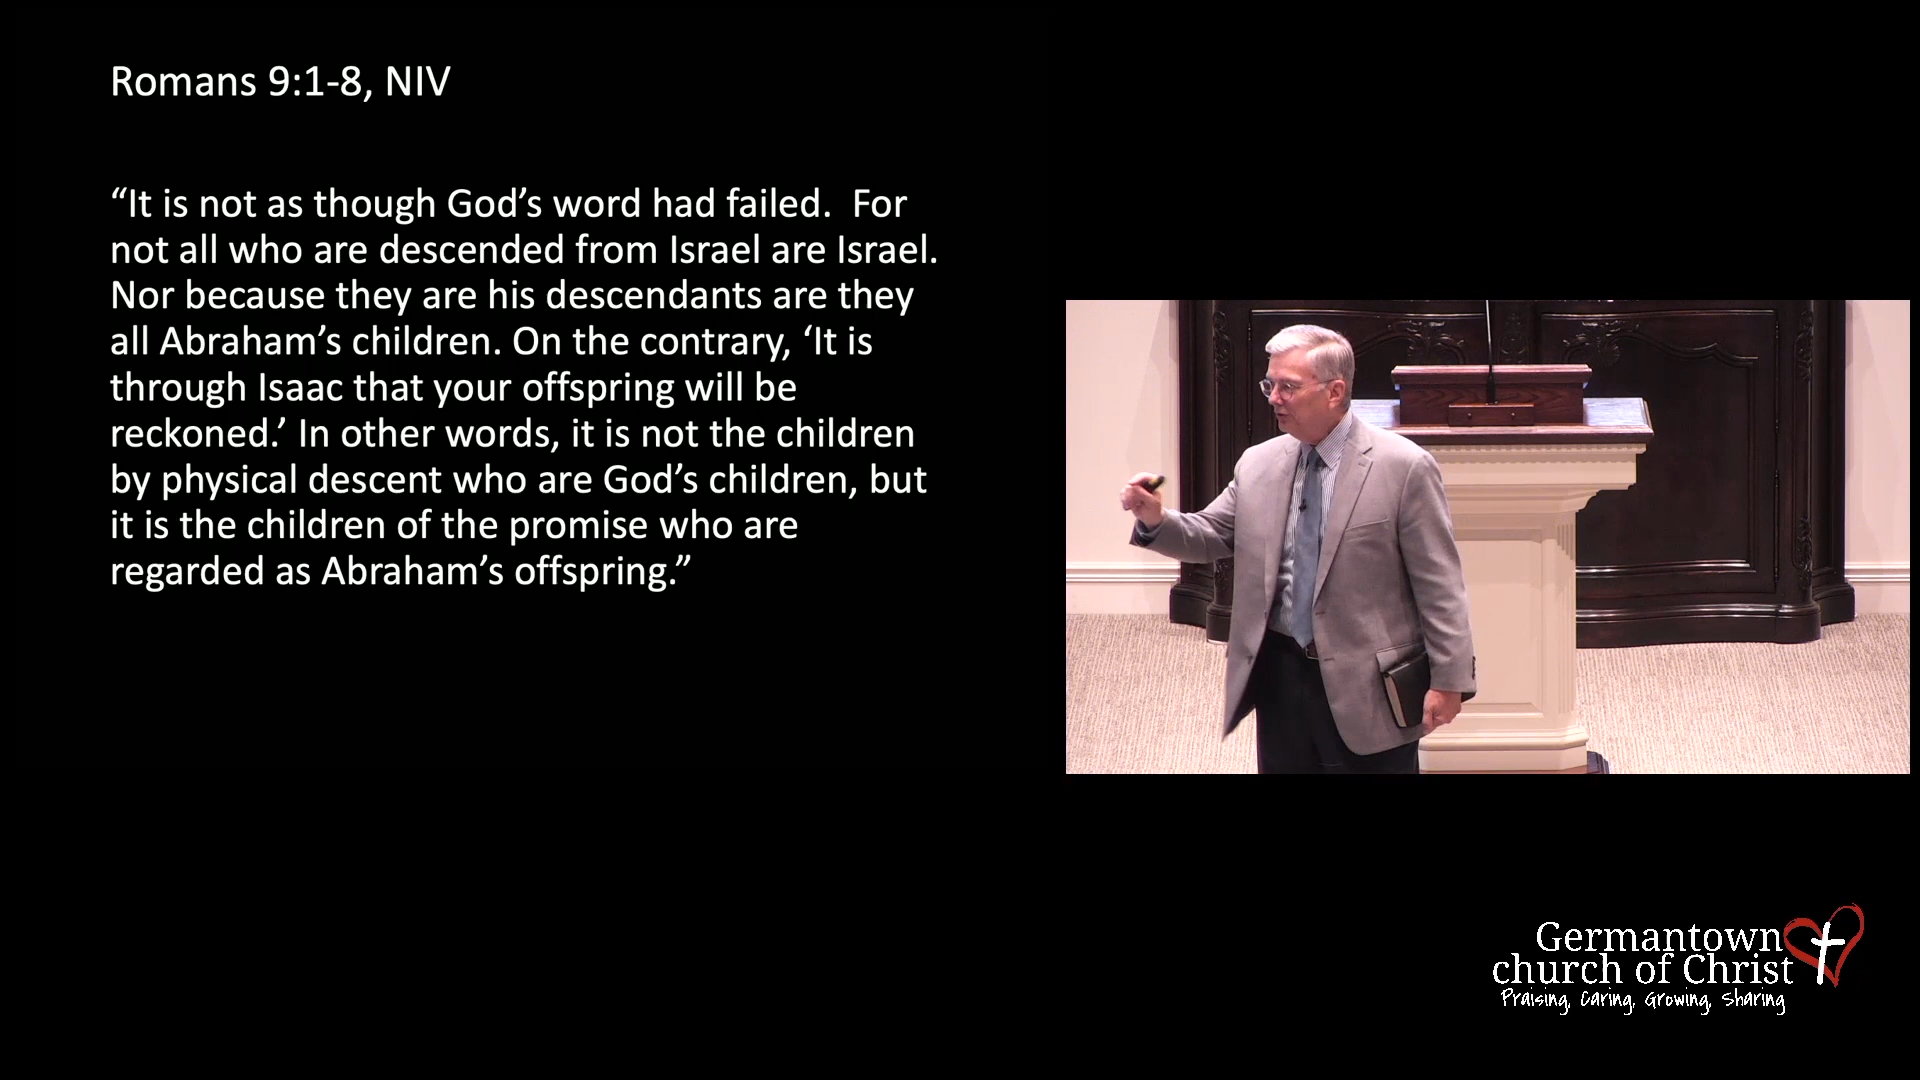 Romans 9:1-8, NIV
“It is not as though God’s word had failed.  For
not all who are descended from Israel are Israel.
Nor because they are his descendants are they
all Abraham’s children. On the contrary, ‘It is
through Isaac that your offspring will be
reckoned.’ In other words, it is not the children
by physical descent who are God’s children, but
it is the children of the promise who are
regarded as Abraham’s offspring.”
Germantown
church of Christ
Praising, Caring, Growing, Sharing